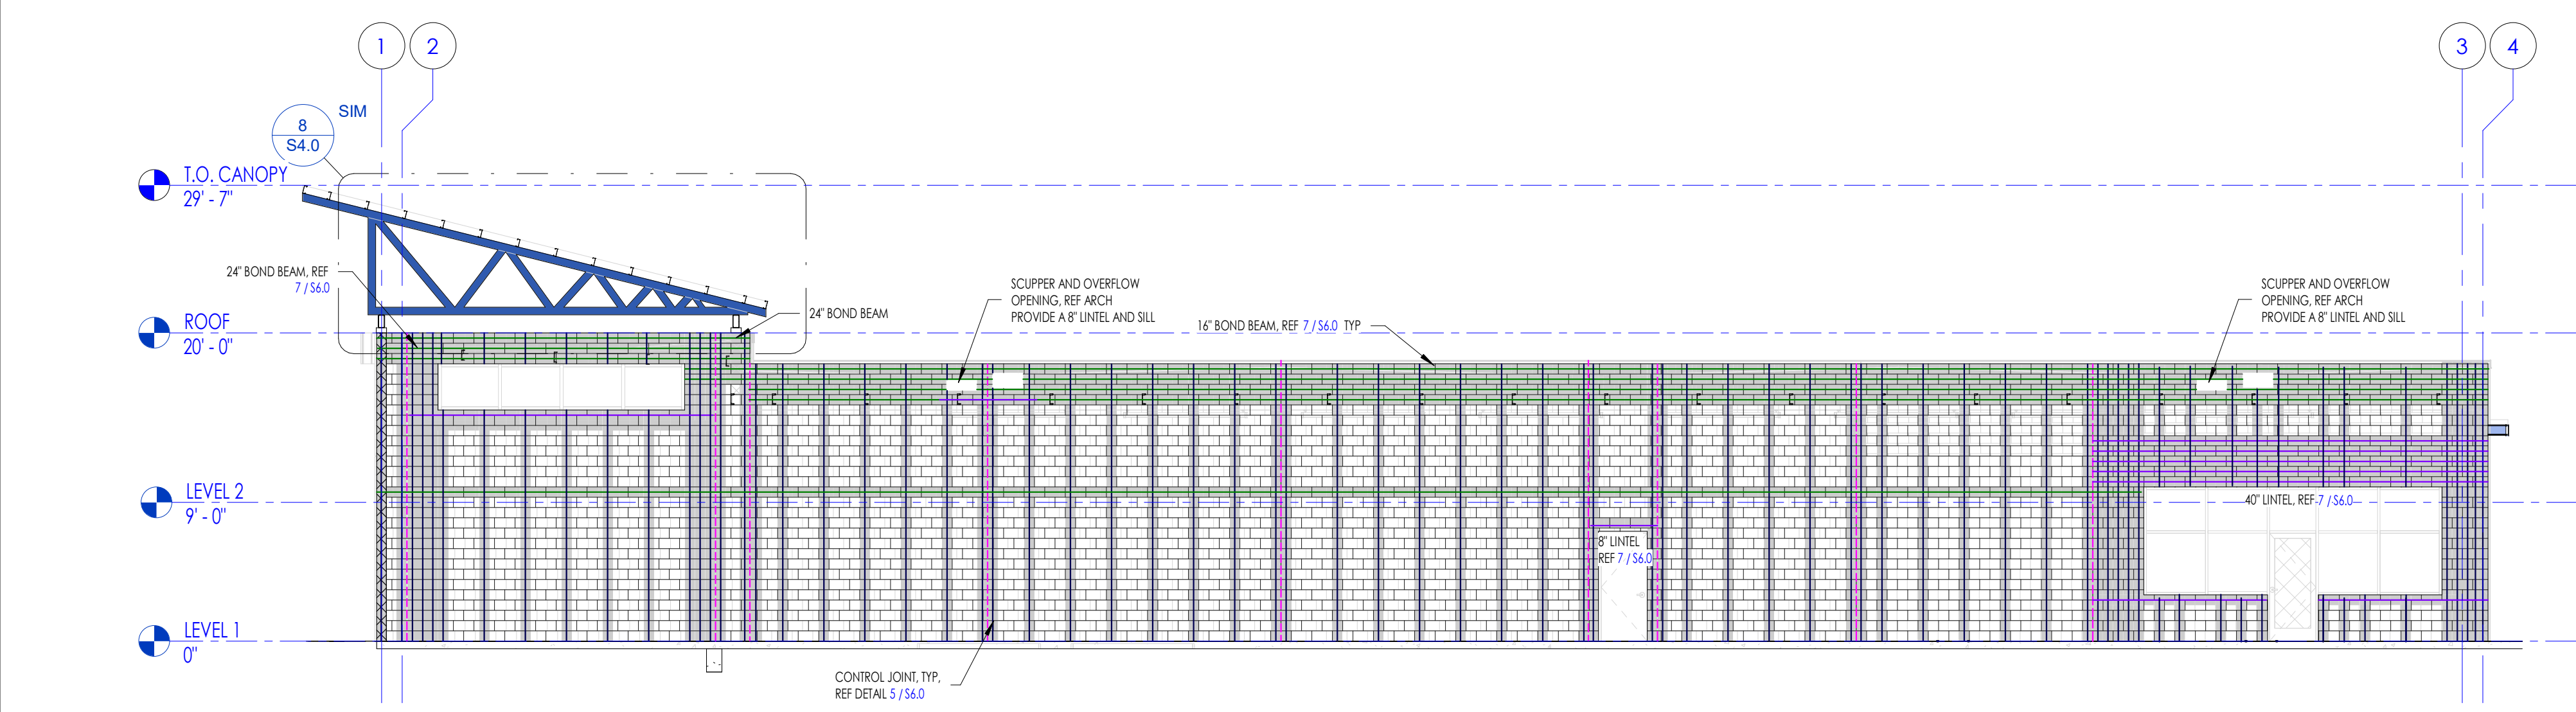 1
2
3
4
SIM
8
S4.0
T.O. CANOPY
29' - 7"
24" BOND BEAM, REF
7 / S6.0
24" BOND BEAM
SCUPPER AND OVERFLOW
OPENING, REF ARCH
PROVIDE A 8" LINTEL AND SILL
SCUPPER AND OVERFLOW
OPENING, REF ARCH
PROVIDE A 8" LINTEL AND SILL
16" BOND BEAM, REF 7 / S6.0 TYP
ROOF
20' - 0"
LEVEL 2
9' - 0"
40" LINTEL, REF 7 / S6.0
8" LINTEL
REF 7 / S6.0
LEVEL 1
0"
CONTROL JOINT, TYP,
REF DETAIL 5 / S6.0